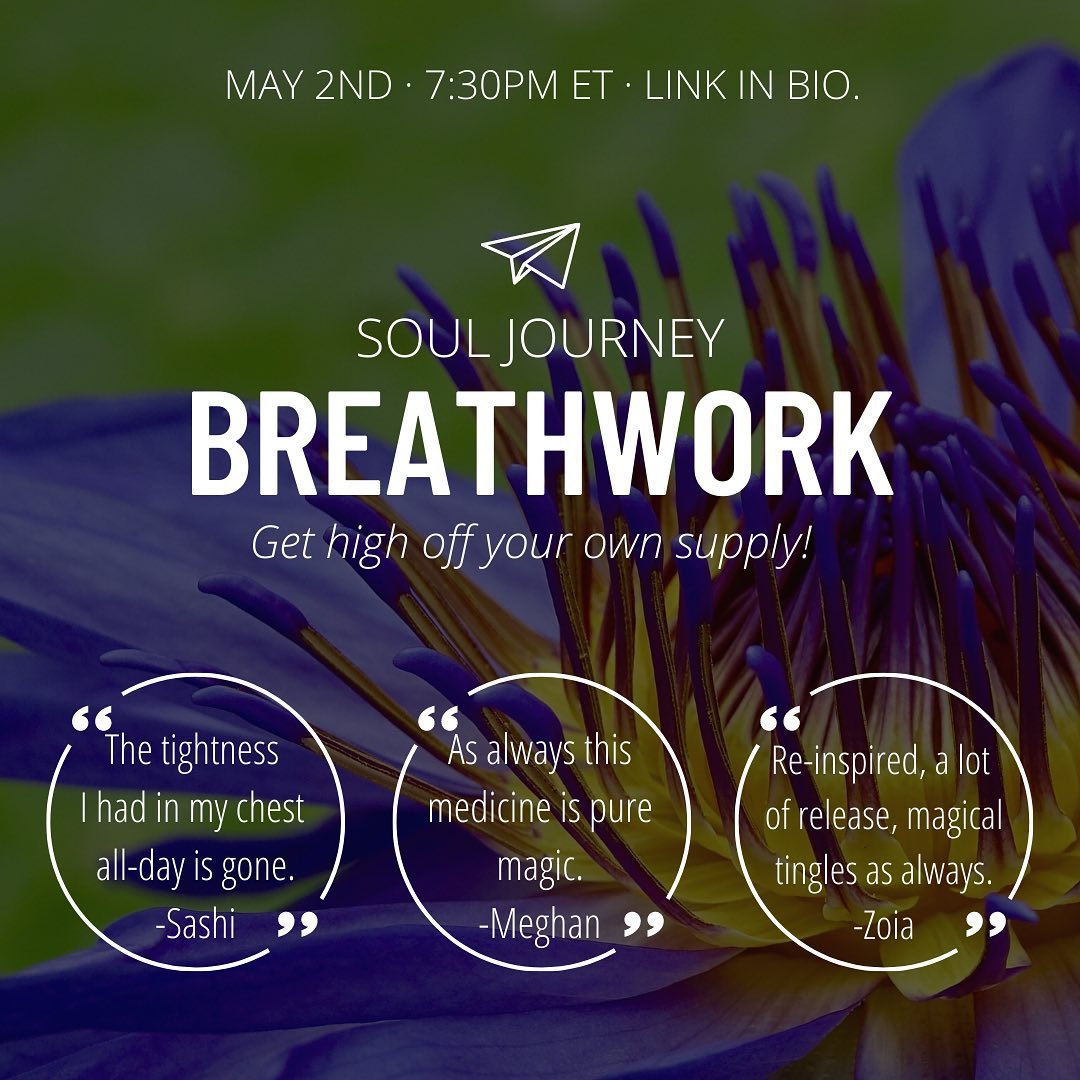 MAY 2ND · 7:30PM ET · LINK IN BIO.
SOUL JOURNEY
BREATHWORK
Get high off your own supply!
“The tightness
I had in my chest
all-day is gone.
-Sashi ”
“As always this
medicine is pure
magic.
-Meghan ”
“Re-inspired, a lot
of release, magical
tingles as always.
-Zoia ”